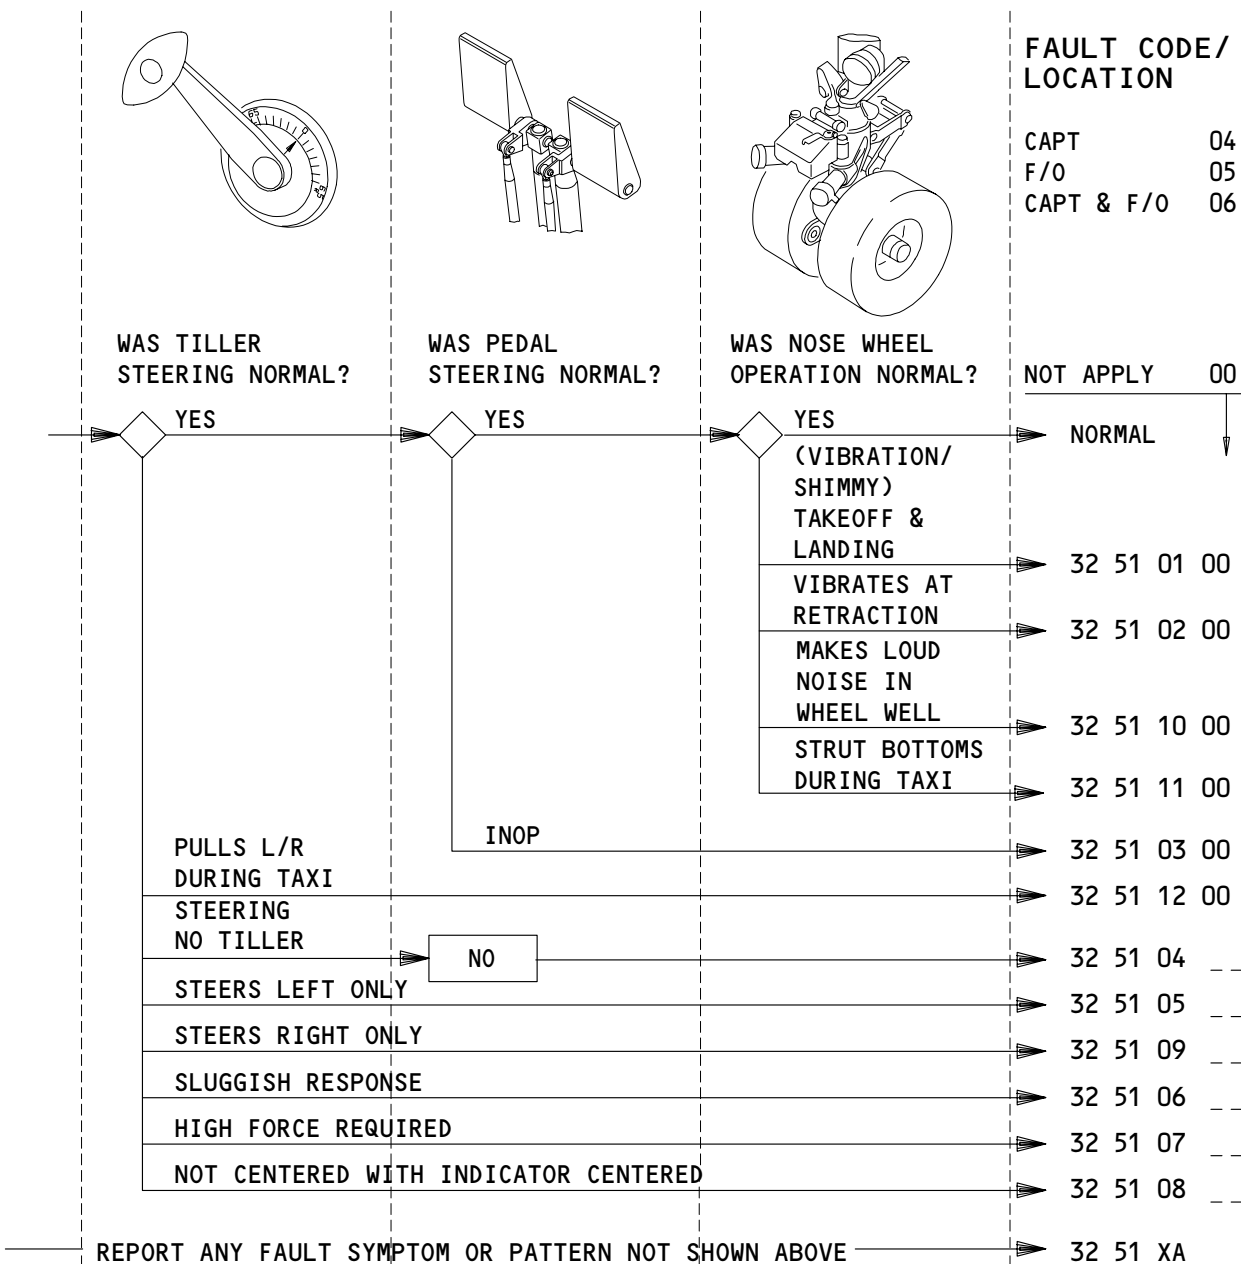 FAULT CODE/
LOCATION
CAPT 04
F/O 05
CAPT & F/O 06
WAS TILLER
STEERING NORMAL?
WAS PEDAL
STEERING NORMAL?
WAS NOSE WHEEL
OPERATION NORMAL?
NOT APPLY 00
YES
YES
YES
NORMAL
(VIBRATION/
SHIMMY)
TAKEOFF &
LANDING
32 51 01 00
VIBRATES AT
RETRACTION
32 51 02 00
MAKES LOUD
NOISE IN
WHEEL WELL
32 51 10 00
STRUT BOTTOMS
DURING TAXI
32 51 11 00
INOP
32 51 03 00
PULLS L/R
DURING TAXI
32 51 12 00
STEERING
NO TILLER
NO
32 51 04 _ _
STEERS LEFT ONLY
32 51 05 _ _
STEERS RIGHT ONLY
32 51 09 _ _
SLUGGISH RESPONSE
32 51 06 _ _
HIGH FORCE REQUIRED
32 51 07 _ _
NOT CENTERED WITH INDICATOR CENTERED
32 51 08 _ _
REPORT ANY FAULT SYMPTOM OR PATTERN NOT SHOWN ABOVE
32 51 XA